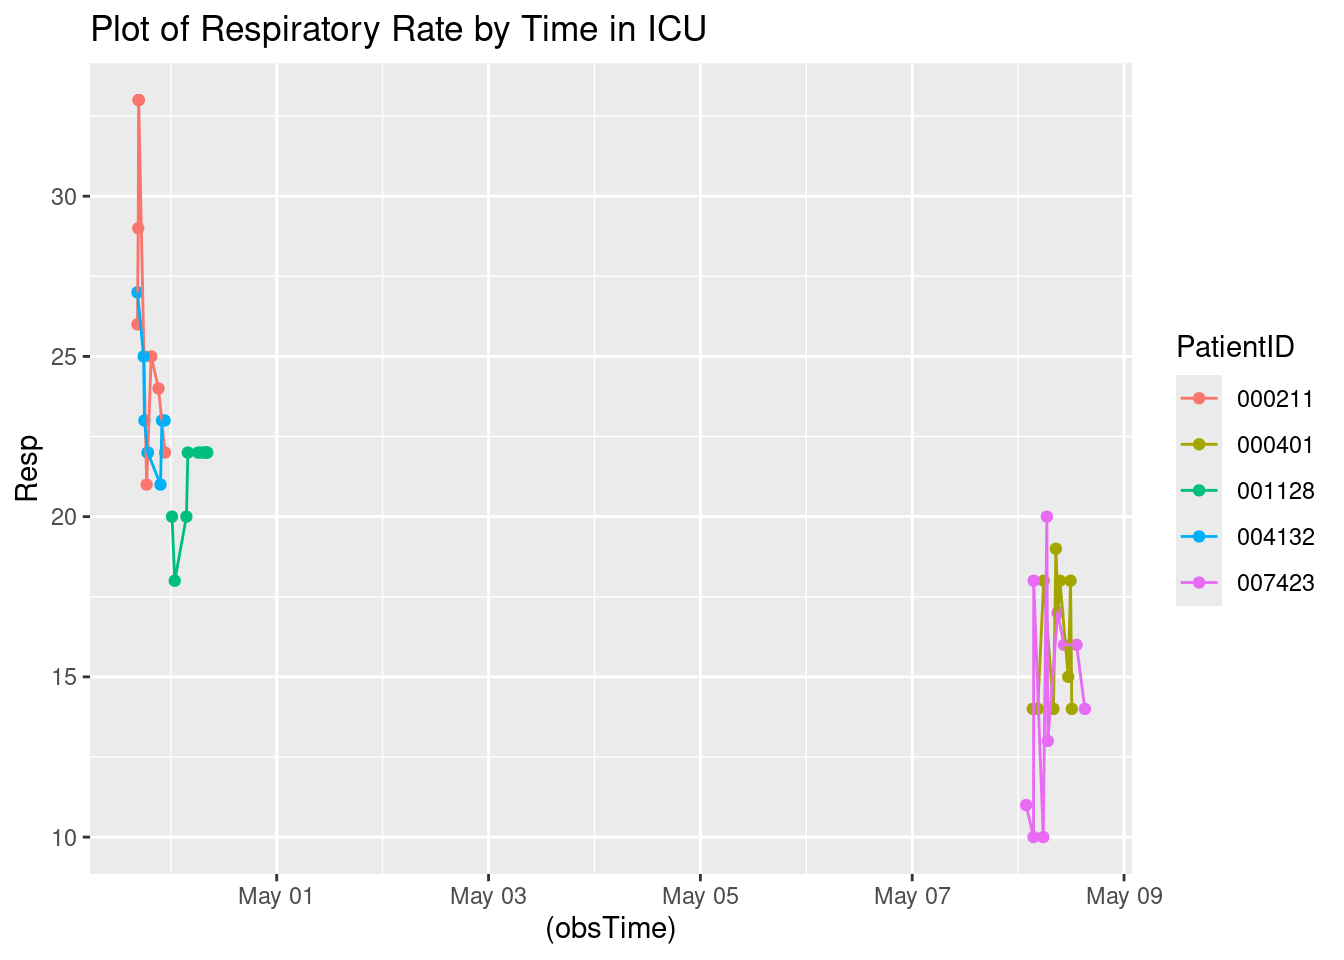 Plot of Respiratory Rate by Time in ICU
Resp
30
25
20
15
10
May 01
May 03
May 05
May 07
May 09
(obsTime)
PatientID
000211
000401
001128
004132
007423